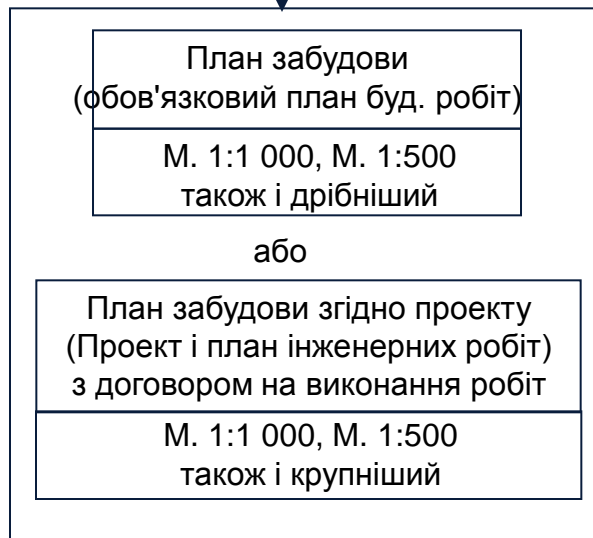 План забудови
(обов'язковий план буд. робіт)
М. 1:1 000, М. 1:500
також і дрібніший
або
План забудови згідно проекту
(Проект і план інженерних робіт)
з договором на виконання робіт
М. 1:1 000, М. 1:500
також і крупніший